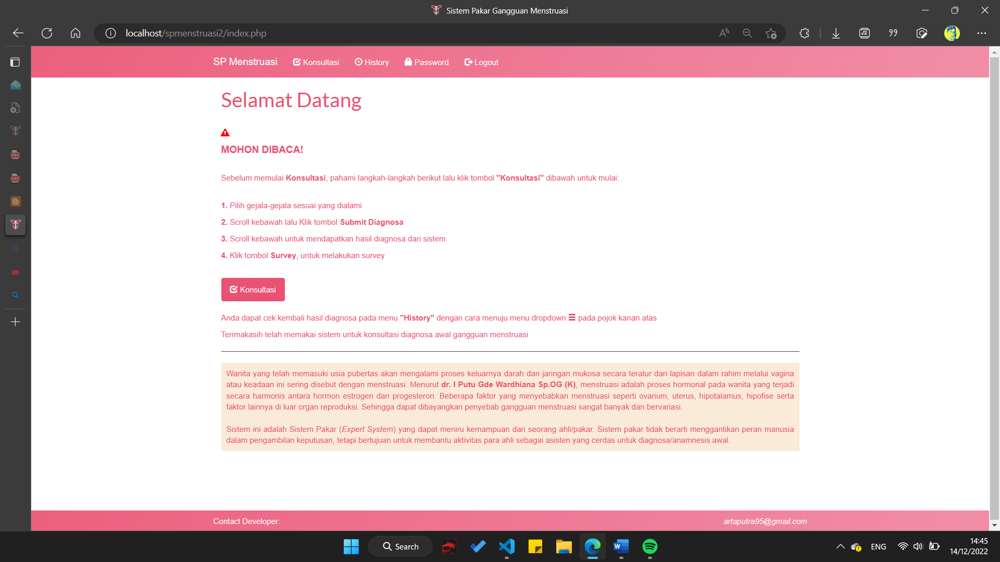 Sistem Pakar Gangguan Menstruasi
localhost/spmenstruasi2/index.php
SP Menstruasi Konsultasi History Password Logout
Selamat Datang
MOHON DIBACA!
Sebelum memulai Konsultasi, pahami langkah-langkah berikut lalu klik tombol "Konsultasi" dibawah untuk mulai:
1. Pilih gejala-gejala sesuai yang dialami
2. Scroll kebawah lalu Klik tombol Submit Diagnosa
3. Scroll kebawah untuk mendapatkan hasil diagnosa dari sistem
4. Klik tombol Survey, untuk melakukan survey
Konsultasi
Anda dapat cek kembali hasil diagnosa pada menu "History" dengan cara menuju menu dropdown pada pojok kanan atas
Terimakasih telah memakai sistem untuk konsultasi diagnosa awal gangguan menstruasi
Wanita yang telah memasuki usia pubertas akan mengalami proses keluarnya darah dan jaringan mukosa secara teratur dari lapisan dalam rahim melalui vagina
atau keadaan ini sering disebut dengan menstruasi. Menurut dr. I Putu Gde Wardhiana Sp.OG (K), menstruasi adalah proses hormonal pada wanita yang terjadi
secara harmonis antara hormon estrogen dan progesteron. Beberapa faktor yang menyebabkan menstruasi seperti ovarium, uterus, hipotalamus, hipofise serta
faktor lainnya di luar organ reproduksi. Sehingga dapat dibayangkan penyebab gangguan menstruasi sangat banyak dan bervariasi.
Sistem ini adalah Sistem Pakar (Expert System) yang dapat meniru kemampuan dari seorang ahli/pakar. Sistem pakar tidak berarti menggantikan peran manusia
dalam pengambilan keputusan, tetapi bertujuan untuk membantu aktivitas para ahli sebagai asisten yang cerdas untuk diagnosa/anamnesis awal.
Contact Developer: artaputra95@gmail.com
PDF
PDF
ids
Search
ENG
14:45
14/12/2022